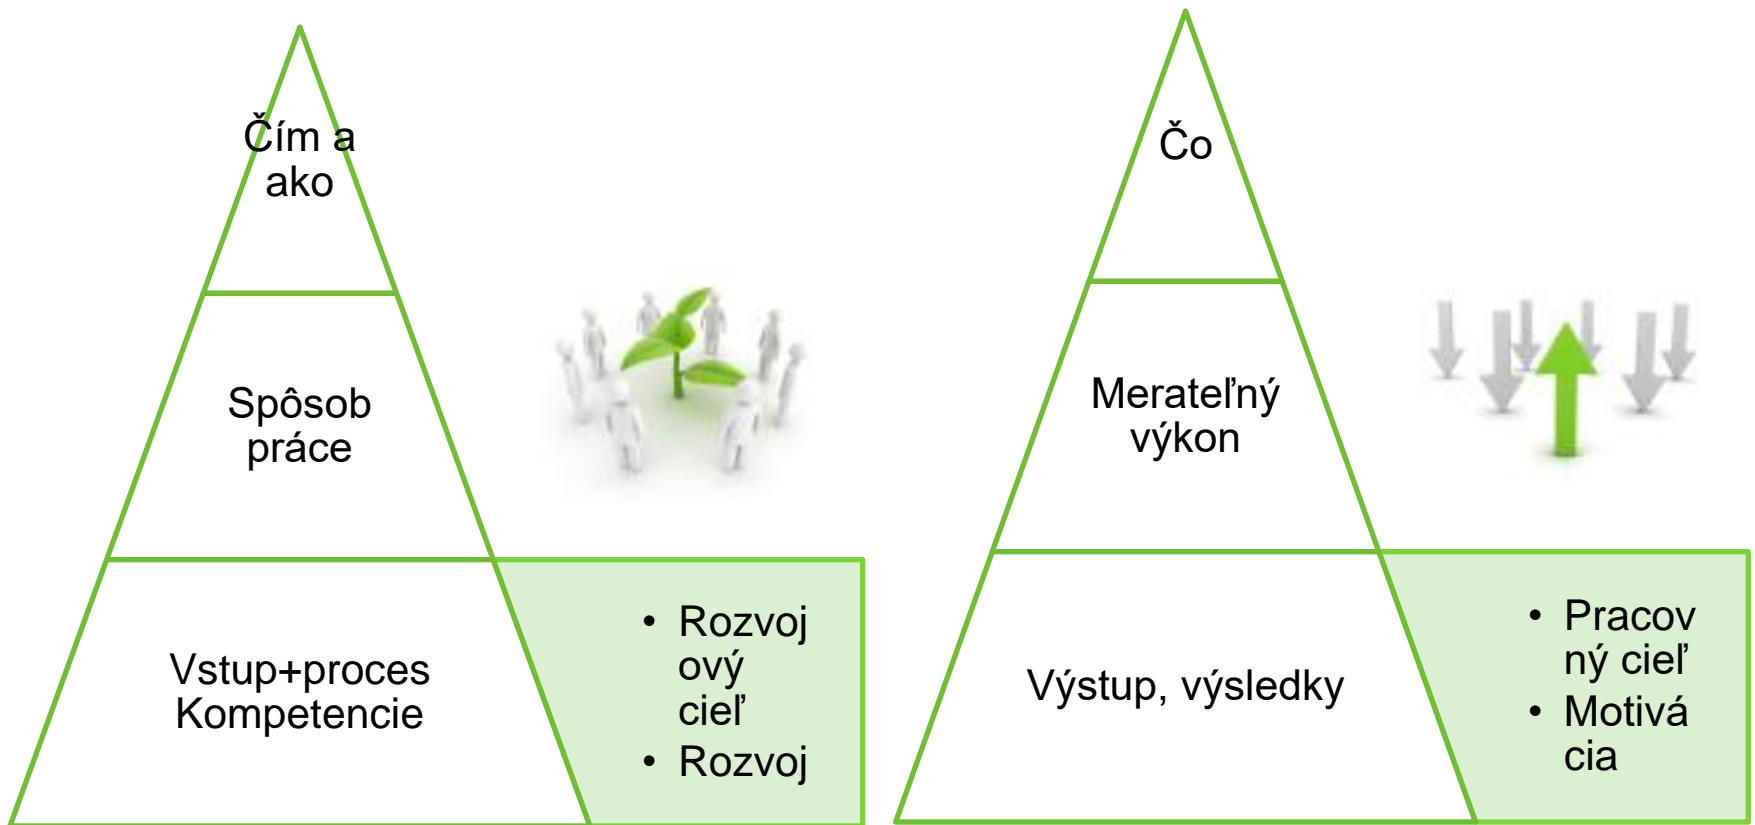 Čím a
ako
Spôsob
práce
Vstup+proces
Kompetencie
• Rozvoj
ový
cieľ
• Rozvoj
Čo
Merateľný
výkon
Výstup, výsledky
• Pracov
ný cieľ
• Motivá
cia